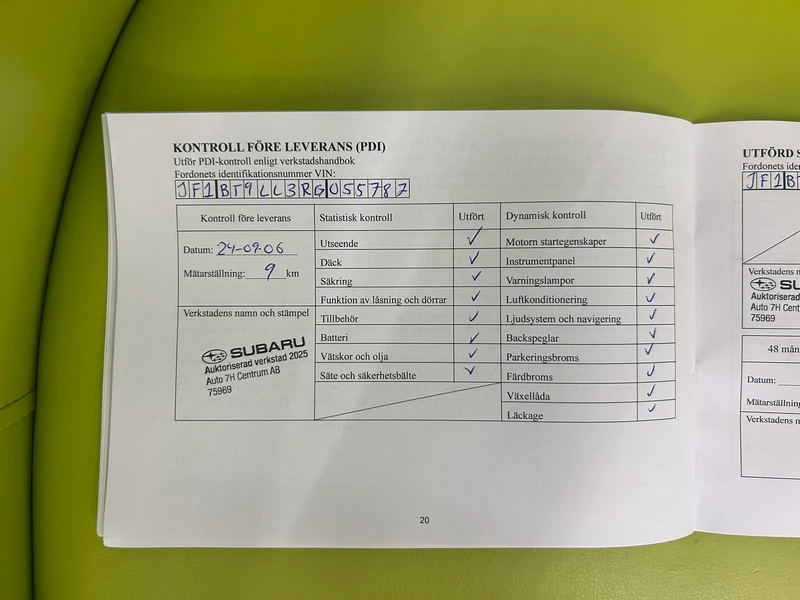 KONTROLL FÖRE LEVERANS (PDI)
Utför PDI-kontroll enligt verkstadshandbok
Fordonets identifikationsnummer VIN:
JF1BT9LL3RG055787
Kontroll före leverans
Datum: 24-09-06
Mätarställning: 9 km
Verkstadens namn och stämpel
SUBARU
Auktoriserad verkstad 2025
Auto 7H Centrum AB
75969
Statistisk kontroll Utfört
Utseende ✓
Däck ✓
Säkring ✓
Funktion av låsning och dörrar ✓
Tillbehör ✓
Batteri ✓
Vätskor och olja ✓
Säte och säkerhetsbälte ✓
Dynamisk kontroll Utfört
Motorn startegenskaper ✓
Instrumentpanel ✓
Varningslampor ✓
Luftkonditionering ✓
Ljudsystem och navigering ✓
Backspeglar ✓
Parkeringsbroms ✓
Färdbroms ✓
Växellåda ✓
Läckage ✓
20
UTFÖRD S
Fordonets iden
JF1B
Verkstadens n
SU
Auktoriserad
Auto 7H Cent
75969
48 mån
Datum:
Mätarställning
Verkstadens n